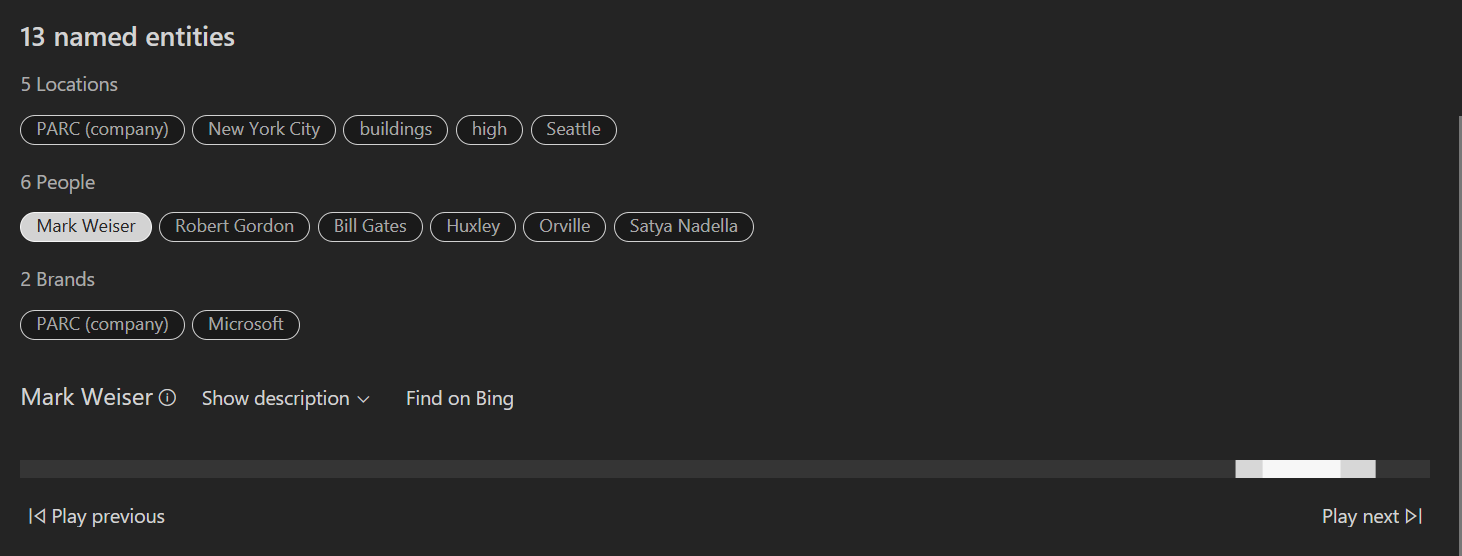 13 named entities
5 Locations
PARC (company) New York City buildings high Seattle
6 People
Mark Weiser Robert Gordon Bill Gates Huxley Orville Satya Nadella
2 Brands
PARC (company) Microsoft
Mark Weiser Show description Find on Bing
Play previous Play next